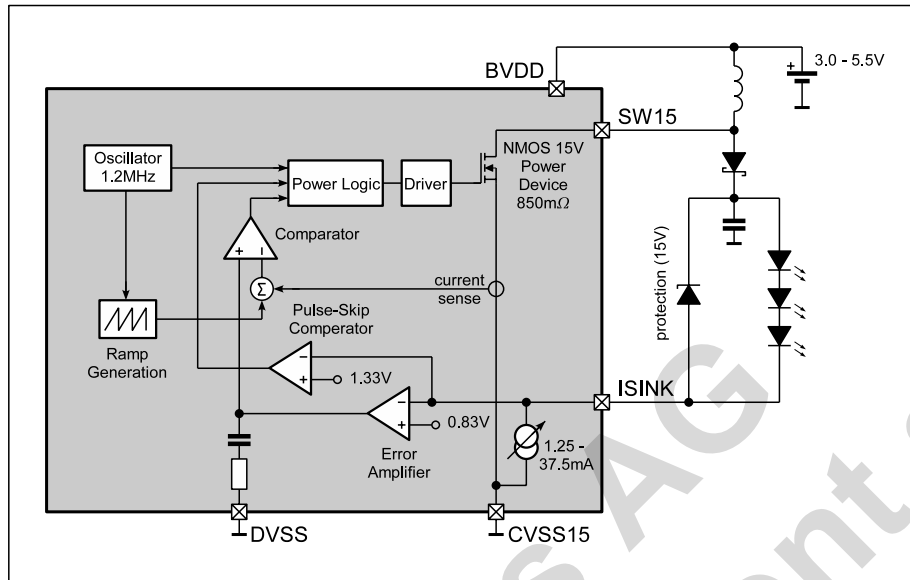 3.0 - 5.5V
+
BVDD
SW15
Oscillator
1.2MHz
Power Logic
Driver
NMOS 15V
Power
Device
850mΩ
Comparator
+ −
Σ
current
sense
protection (15V)
Ramp
Generation
Pulse-Skip
Comperator
−
+
1.33V
ISINK
−
+
0.83V
Error
Amplifier
1.25 -
37.5mA
DVSS
CVSS15
s AG
ent